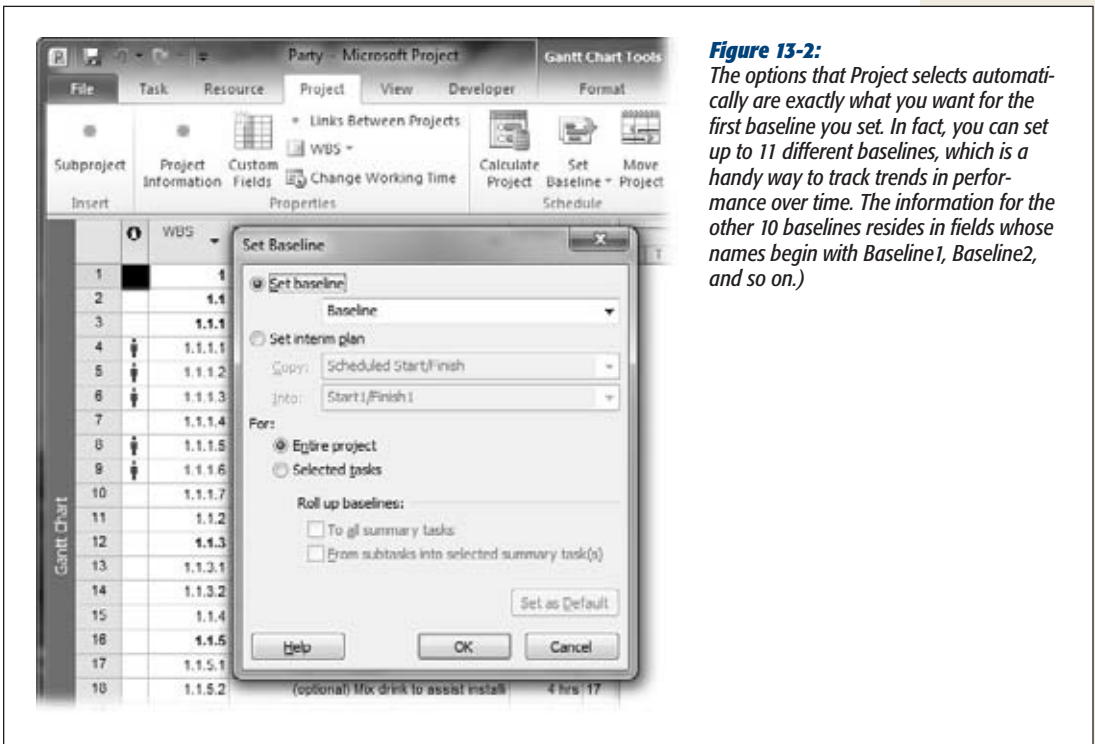 Party - Microsoft Project
Gantt Chart Tools
File Task Resource Project View Developer Format
Subproject
Insert
Project Information
Custom Fields
Links Between Projects
WBS
Change Working Time
Properties
Calculate Project
Set Baseline
Move Project
Schedule
WBS
T
1 1
2 1.1
3 1.1.1
4 1.1.1.1
5 1.1.1.2
6 1.1.1.3
7 1.1.1.4
8 1.1.1.5
9 1.1.1.6
10 1.1.1.7
11 1.1.2
12 1.1.3
13 1.1.3.1
14 1.1.3.2
15 1.1.4
16 1.1.5
17 1.1.5.1
18 1.1.5.2 (optional) Mix drink to assist install 4 hrs 17
Gantt Chart
Set Baseline
Set baseline
Baseline
Set interim plan
Copy: Scheduled Start/Finish
Into: Start1/Finish1
For:
Entire project
Selected tasks
Roll up baselines:
To all summary tasks
From subtasks into selected summary task(s)
Set as Default
Help OK Cancel
Figure 13-2:
The options that Project selects automati-
cally are exactly what you want for the
first baseline you set. In fact, you can set
up to 11 different baselines, which is a
handy way to track trends in perfor-
mance over time. The information for the
other 10 baselines resides in fields whose
names begin with Baseline1, Baseline2,
and so on.)